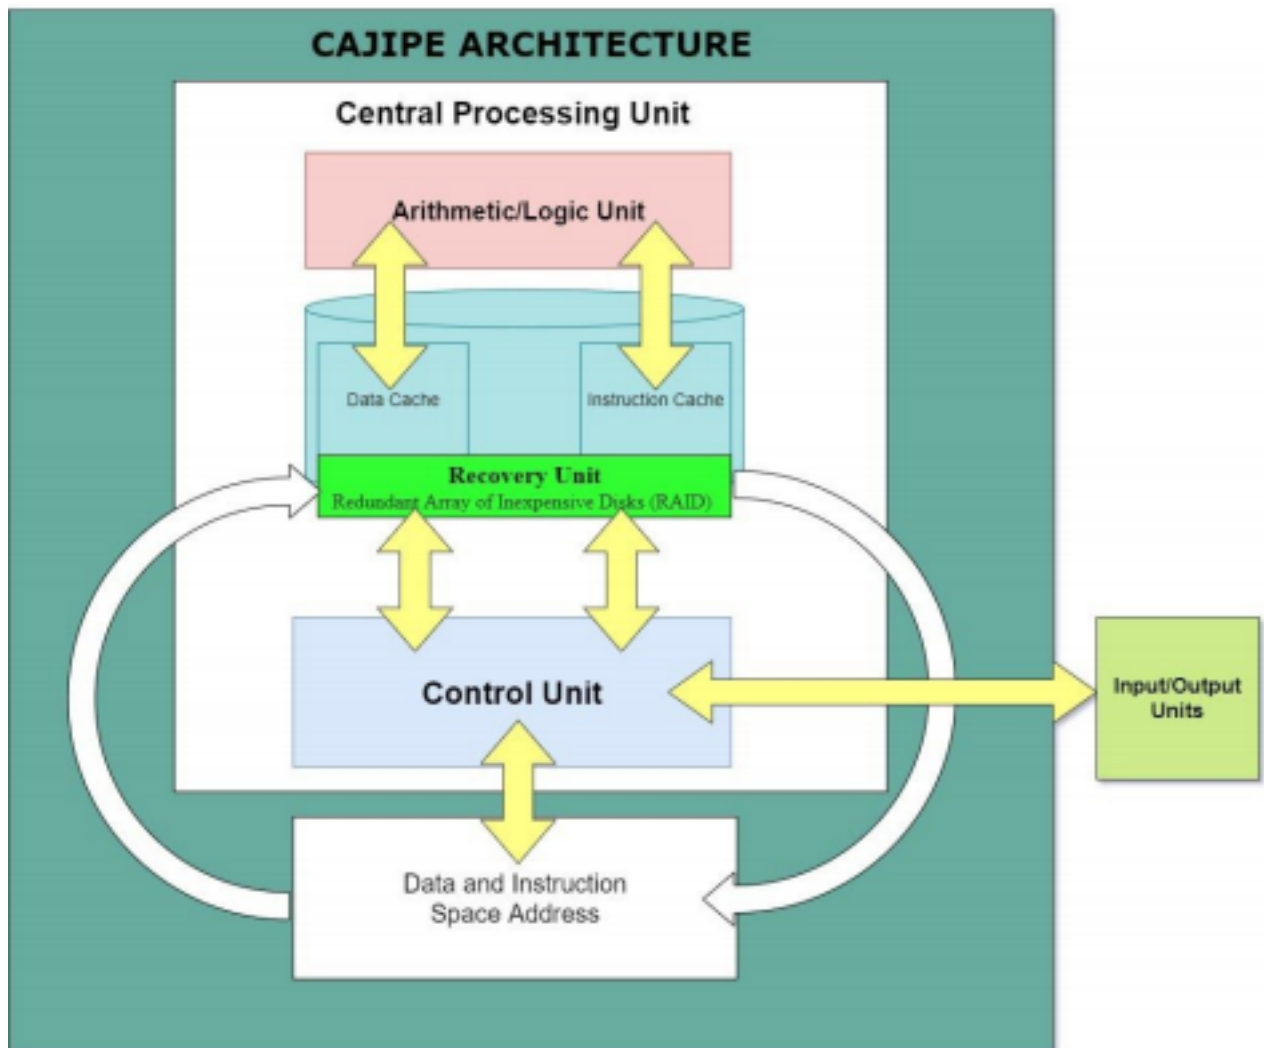 CAJIPE ARCHITECTURE
Central Processing Unit
Arithmetic/Logic Unit
Data Cache
Instruction Cache
Recovery Unit
Redundant Array of Inexpensive Disks (RAID)
Control Unit
Input/Output
Units
Data and Instruction
Space Address